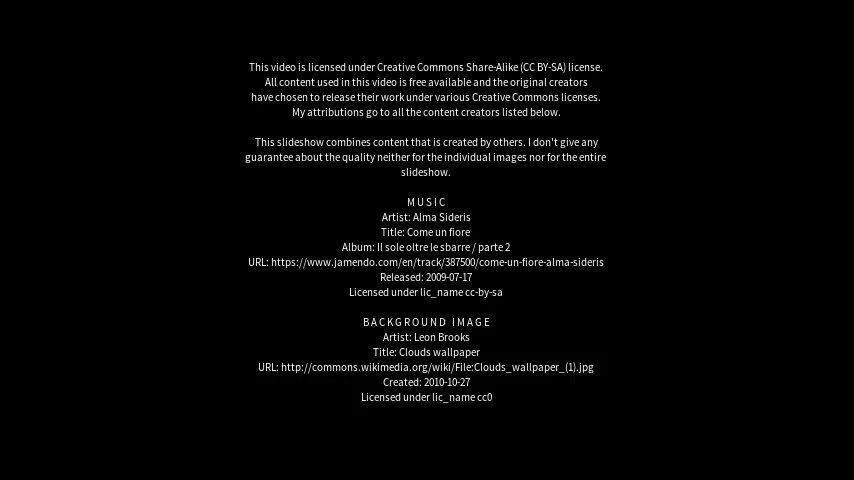 This video is licensed under Creative Commons Share-Alike (CC BY-SA) license.
All content used in this video is free available and the original creators
have chosen to release their work under various Creative Commons licenses.
My attributions go to all the content creators listed below.
This slideshow combines content that is created by others. I don't give any
guarantee about the quality neither for the individual images nor for the entire
slideshow.
MUSIC
Artist: Alma Sideris
Title: Come un fiore
Album: Il sole oltre le sbarre / parte 2
URL: https://www.jamendo.com/en/track/387500/come-un-fiore-alma-sideris
Released: 2009-07-17
Licensed under lic_name cc-by-sa
BACKGROUND IMAGE
Artist: Leon Brooks
Title: Clouds wallpaper
URL: http://commons.wikimedia.org/wiki/File:Clouds_wallpaper_(1).jpg
Created: 2010-10-27
Licensed under lic_name cc0